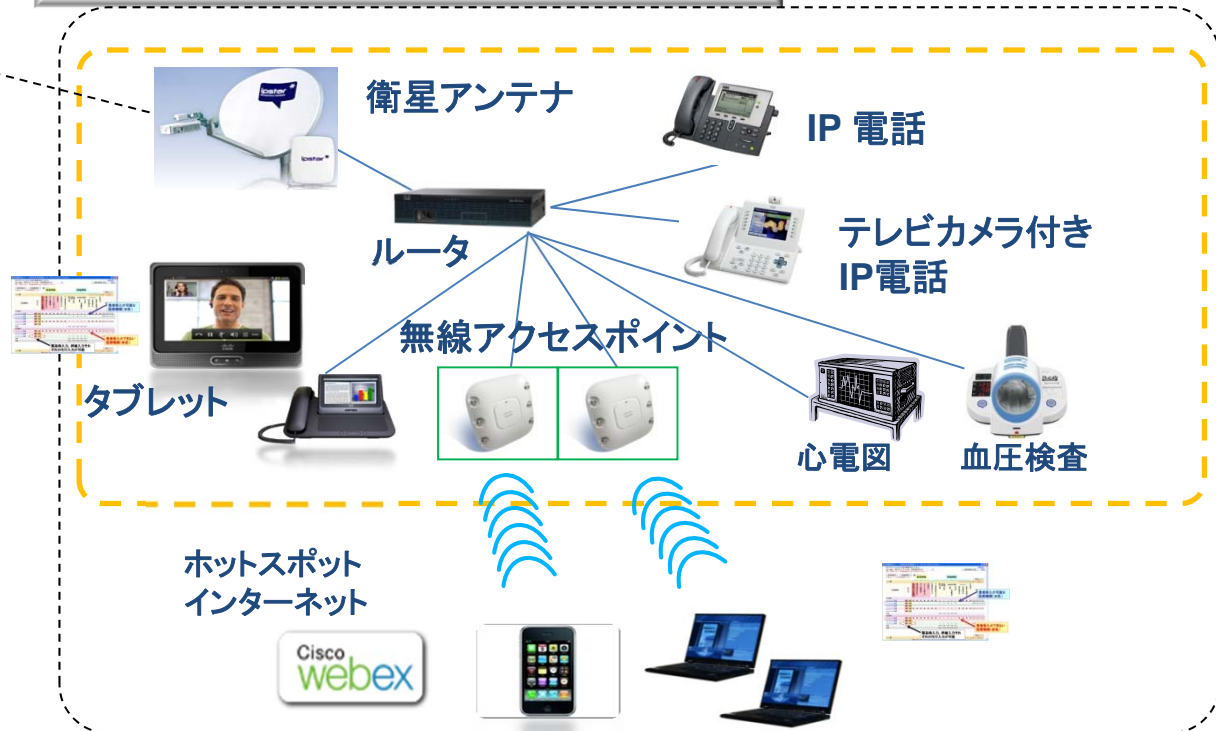 ipstar
ipstar
衛星アンテナ
IP 電話
ルータ
テレビカメラ付き
IP電話
無線アクセスポイント
タブレット
心電図
血圧検査
ホットスポット
インターネット
Cisco
webex